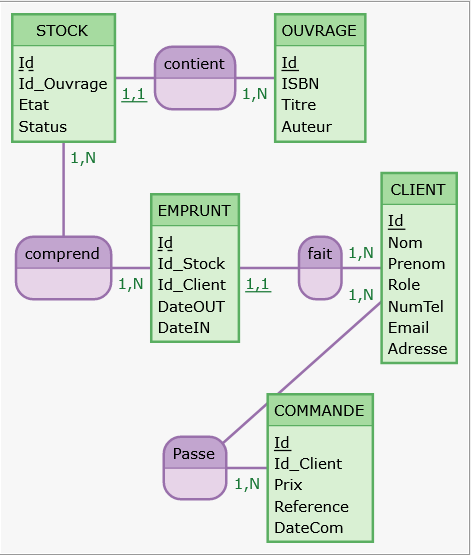 STOCK
Id
Id_Ouvrage
Etat
Status
1,1
contient
1,N
OUVRAGE
Id
ISBN
Titre
Auteur
1,N
comprend
1,N
EMPRUNT
Id
Id_Stock
Id_Client
DateOUT
DateIN
1,1
fait
1,N
1,N
CLIENT
Id
Nom
Prenom
Role
NumTel
Email
Adresse
Passe
1,N
COMMANDE
Id
Id_Client
Prix
Reference
DateCom